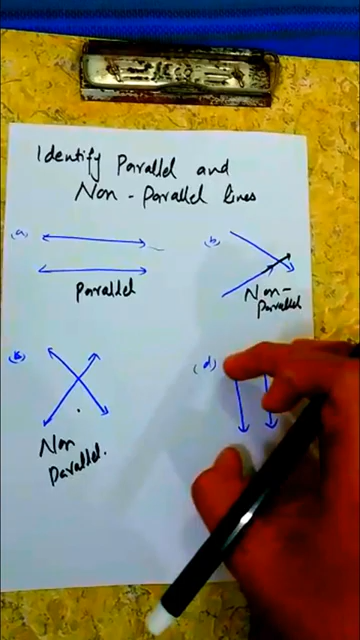 Identify Parallel and
Non-Parallel lines
(a)
Parallel
(b)
Non-
Parallel
(c)
Non
Parallel.
(d)